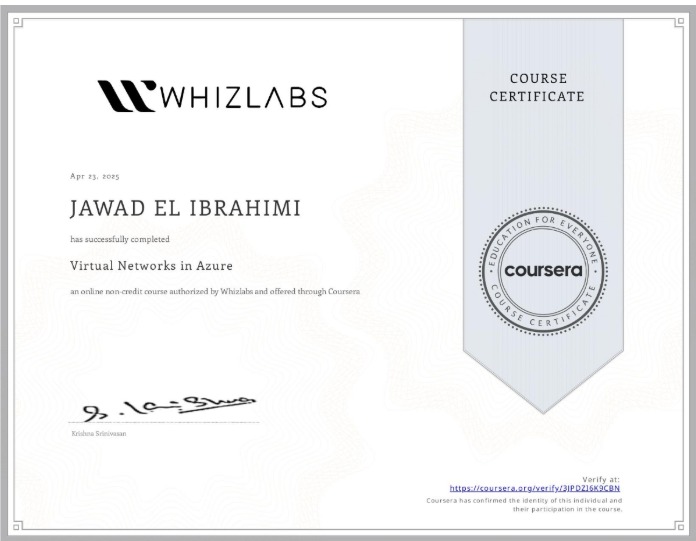 WHIZLABS
COURSE
CERTIFICATE
Apr 23, 2025
JAWAD EL IBRAHIMI
has successfully completed
Virtual Networks in Azure
an online non-credit course authorized by Whizlabs and offered through Coursera
EDUCATION FOR EVERYONE
coursera
COURSE CERTIFICATE
Krishna Srinivasan
Verify at:
https://coursera.org/verify/3JPDZJ6K9CBN
Coursera has confirmed the identity of this individual and
their participation in the course.